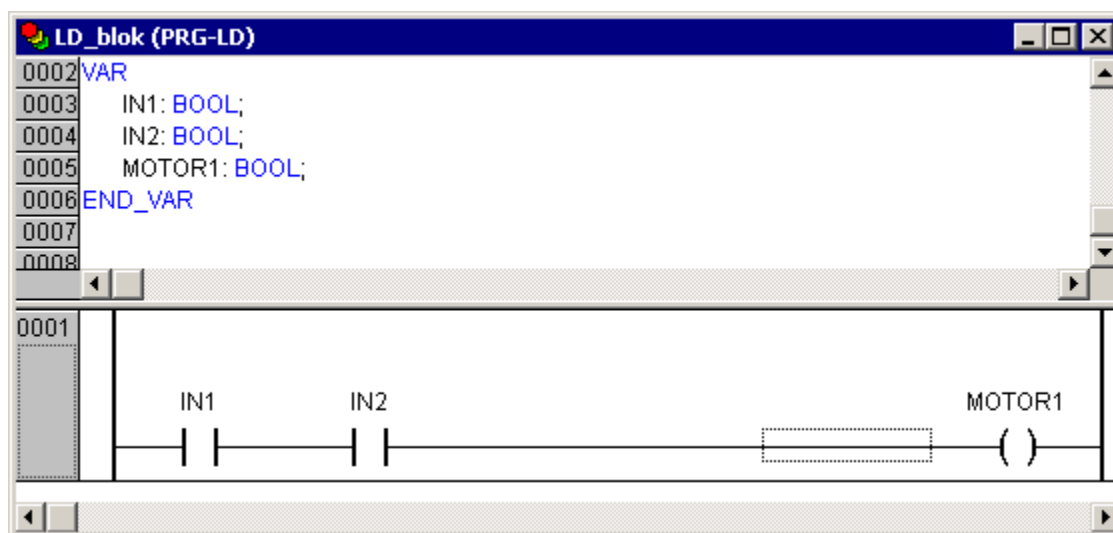 LD_blok (PRG-LD)
0002 VAR
0003 IN1: BOOL;
0004 IN2: BOOL;
0005 MOTOR1: BOOL;
0006 END_VAR
0007
0008
0001
IN1 IN2 MOTOR1